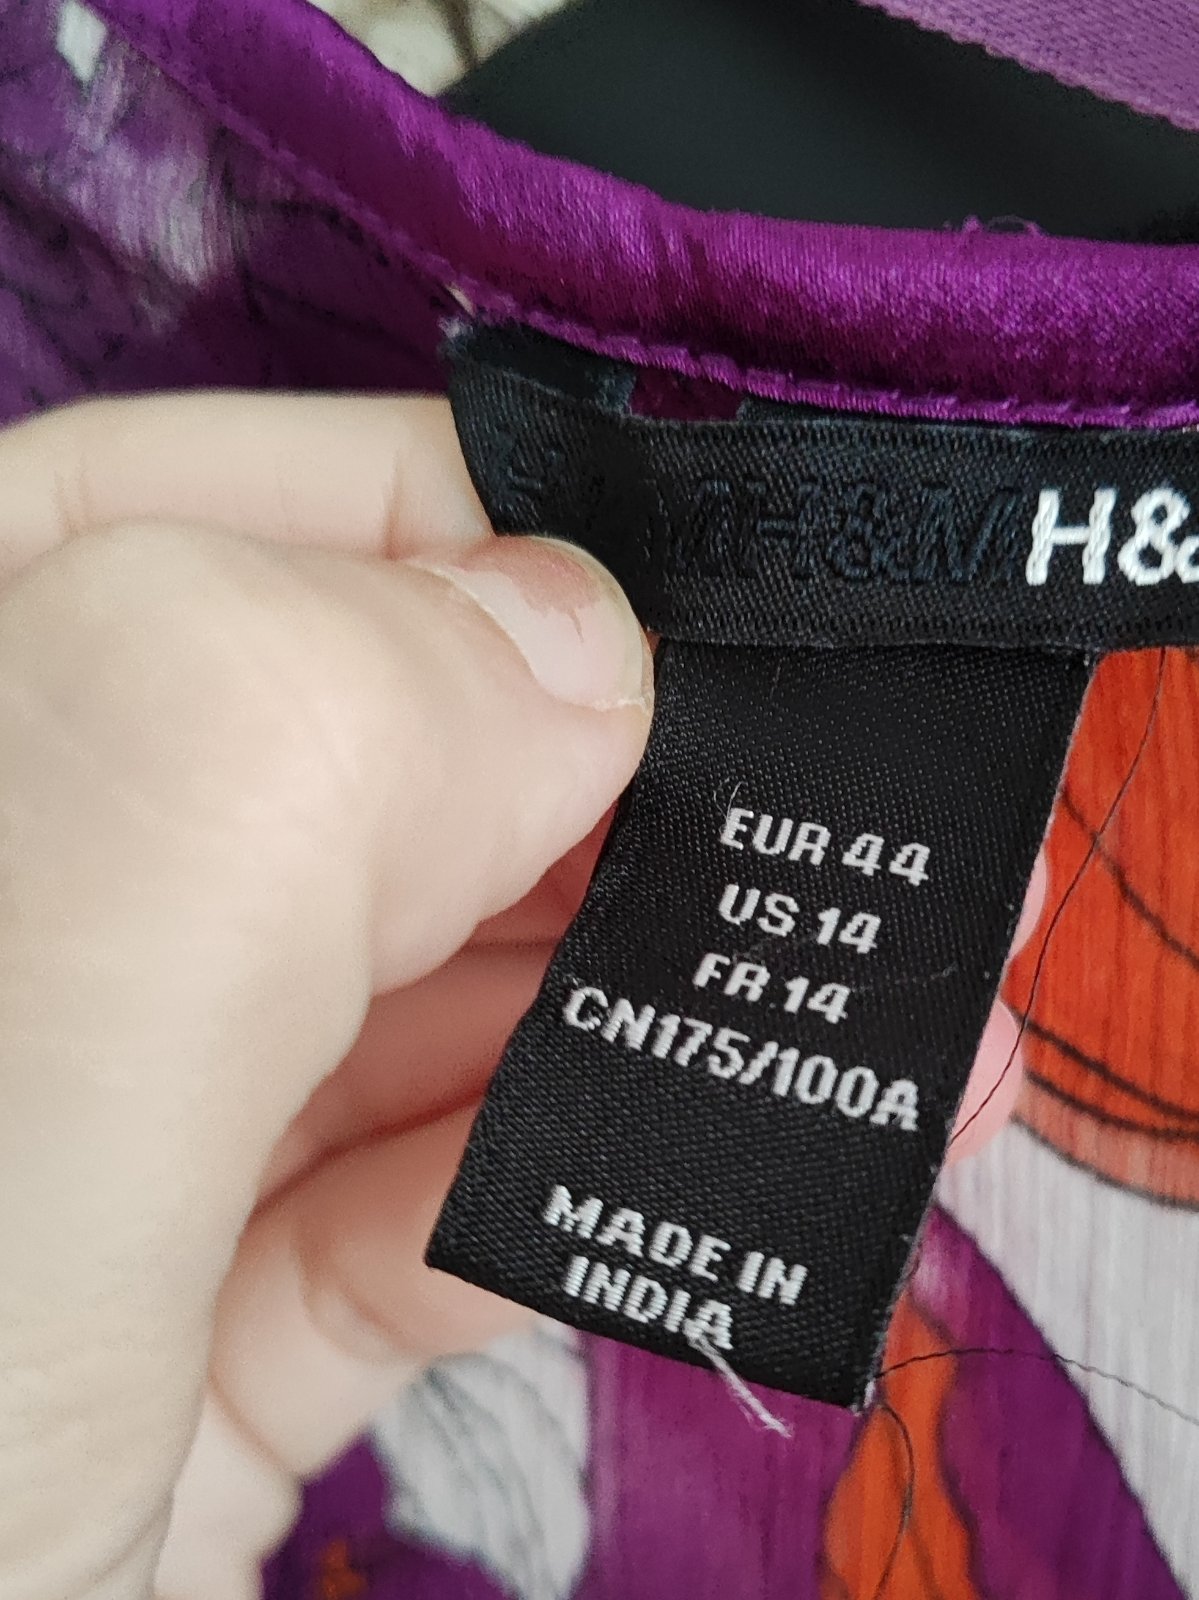 H&M H&
EUR 44
US 14
FR 14
CN175/100A
MADE IN
INDIA